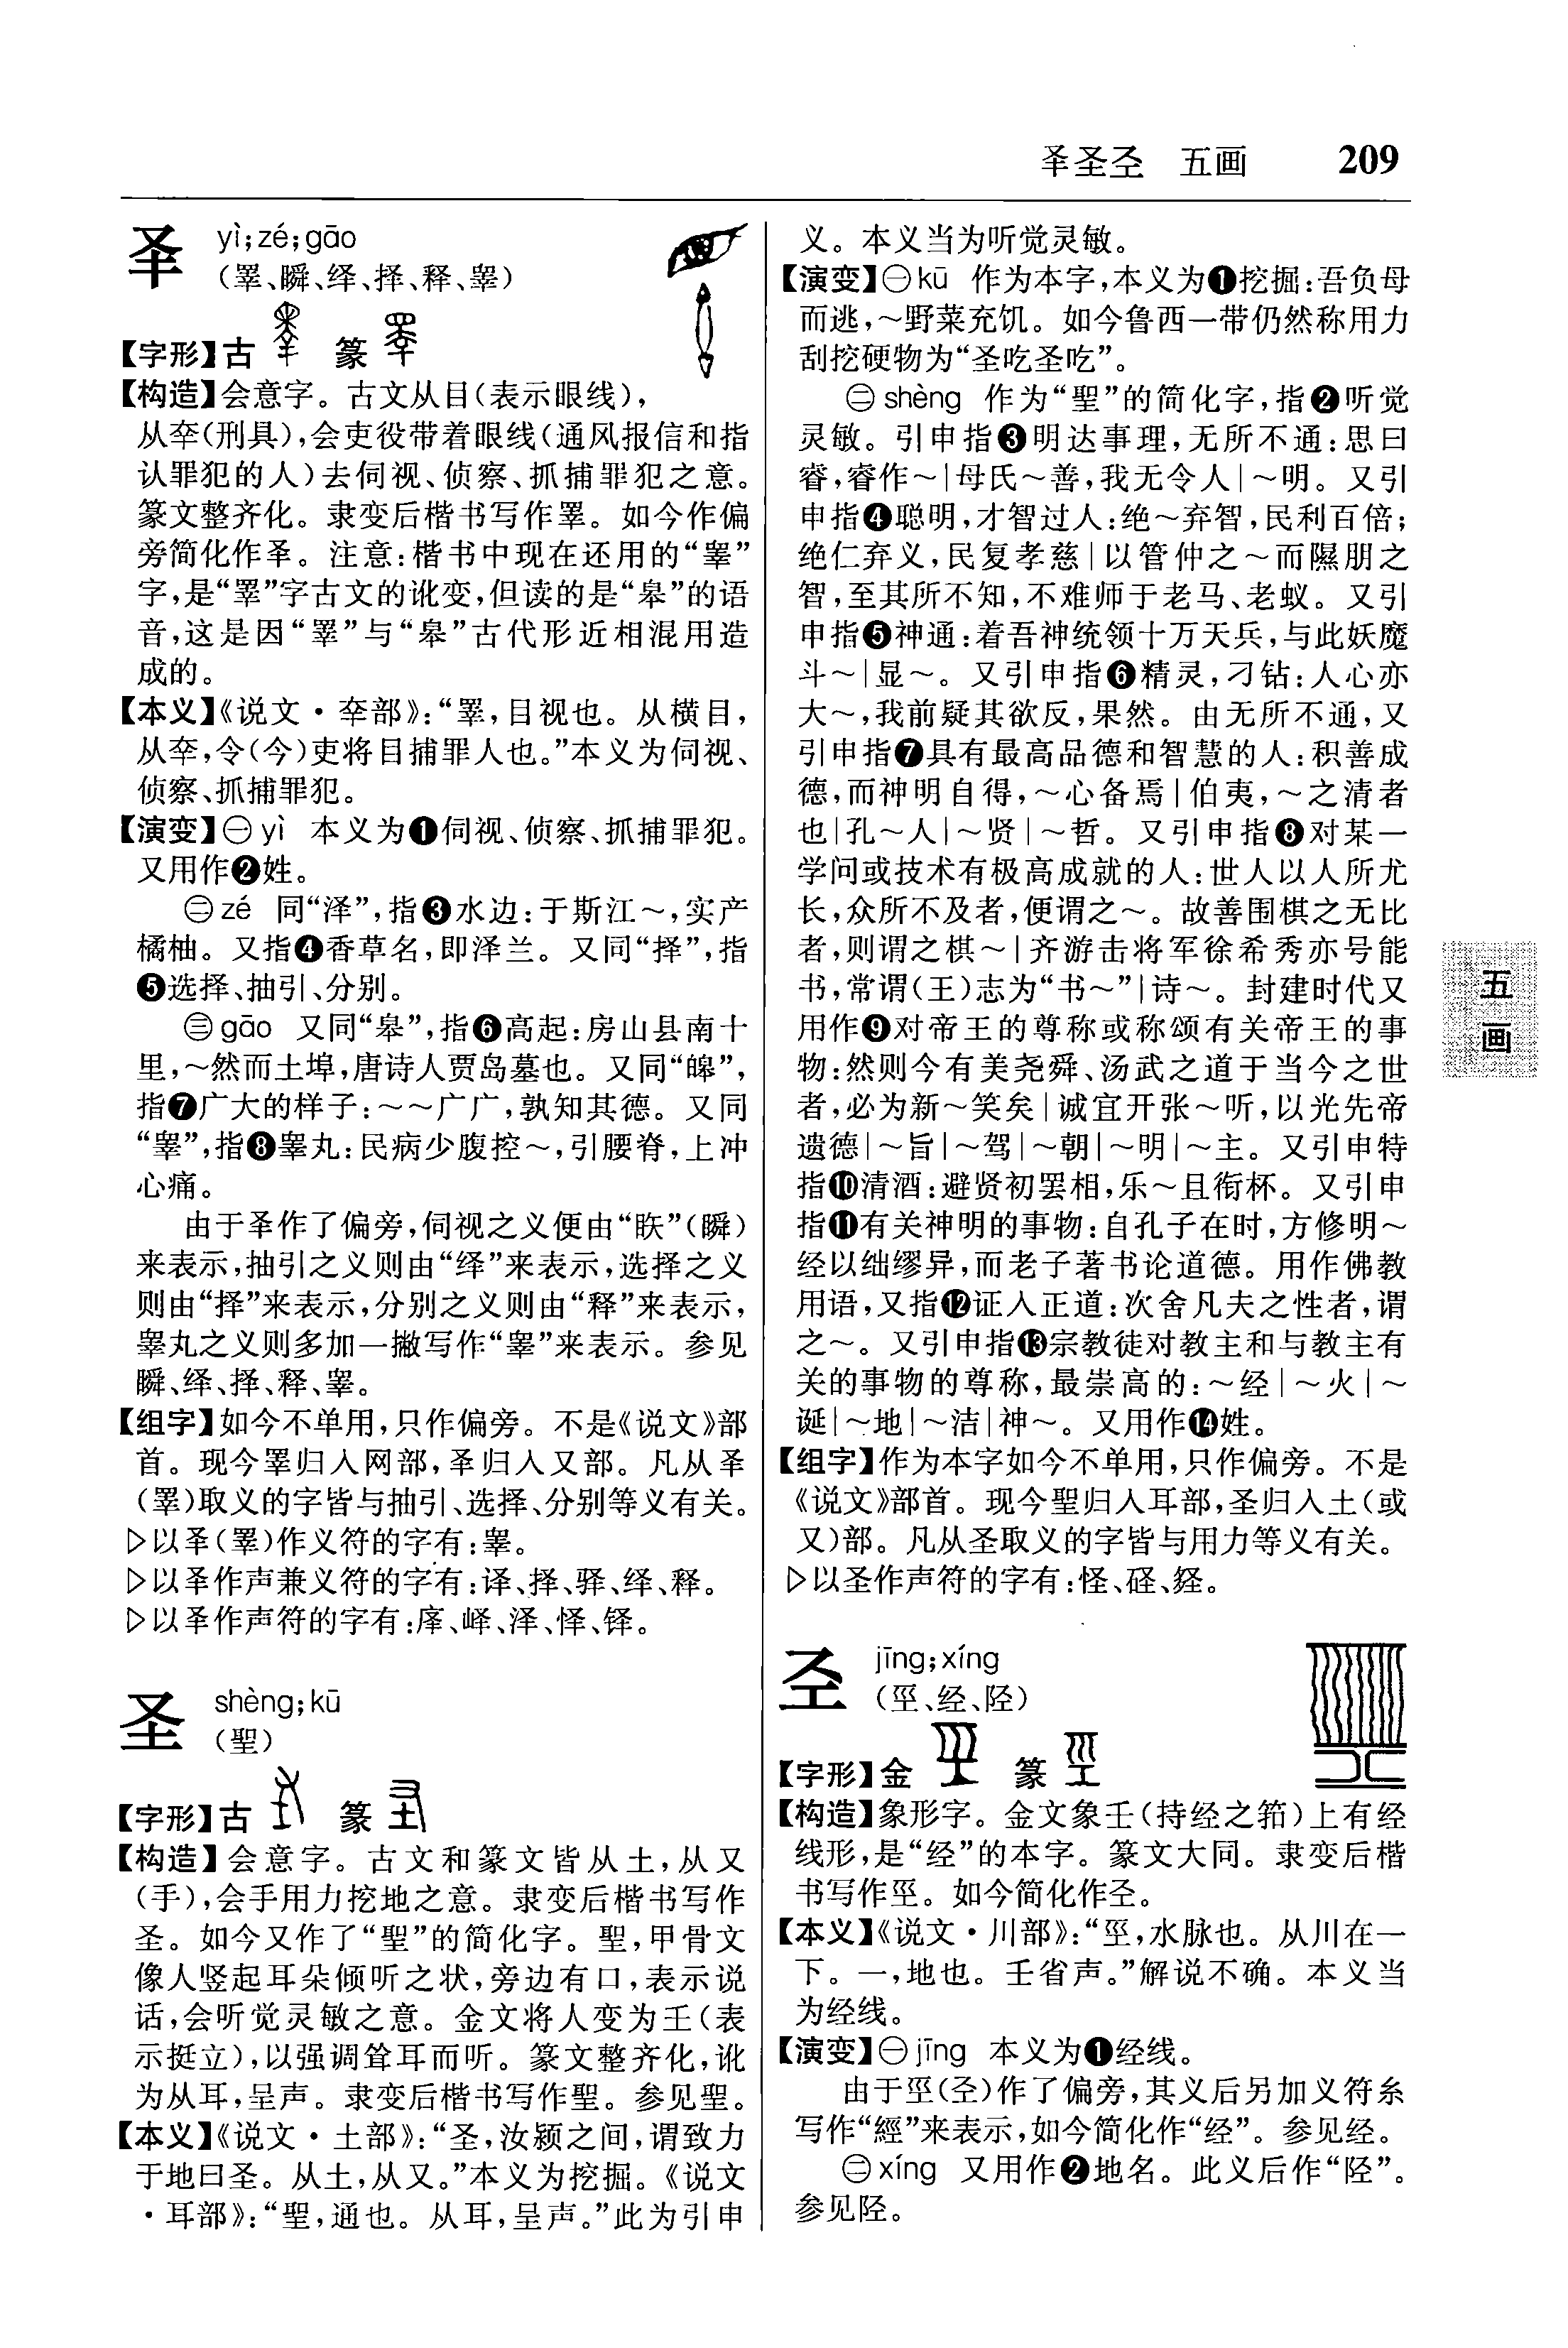 𠬤圣𢀖 五画 209
𠬤 yì;zé;gāo
(睪、瞬、绎、择、释、睾)
【字形】古 篆
【构造】会意字。古文从目(表示眼线),
从㚔(刑具),会吏役带着眼线(通风报信和指
认罪犯的人)去伺视、侦察、抓捕罪犯之意。
篆文整齐化。隶变后楷书写作睪。如今作偏
旁简化作𠬤。注意:楷书中现在还用的“睾”
字,是“睪”字古文的讹变,但读的是“皋”的语
音,这是因“睪”与“皋”古代形近相混用造
成的。
【本义】《说文·㚔部》:“睪,目视也。从横目,
从㚔,令(今)吏将目捕罪人也。”本义为伺视、
侦察、抓捕罪犯。
【演变】㊀yì 本义为❶伺视、侦察、抓捕罪犯。
又用作❷姓。
㊁zé 同“泽”,指❸水边:于斯江～,实产
橘柚。又指❹香草名,即泽兰。又同“择”,指
❺选择、抽引、分别。
㊂gāo 又同“皋”,指❻高起:房山县南十
里,～然而土埠,唐诗人贾岛墓也。又同“皞”,
指❼广大的样子:～～广广,孰知其德。又同
“睾”,指❽睾丸:民病少腹控～,引腰脊,上冲
心痛。
由于𠬤作了偏旁,伺视之义便由“䀢”(瞬)
来表示,抽引之义则由“绎”来表示,选择之义
则由“择”来表示,分别之义则由“释”来表示,
睾丸之义则多加一撇写作“睾”来表示。参见
瞬、绎、择、释、睾。
【组字】如今不单用,只作偏旁。不是《说文》部
首。现今睪归入网部,𠬤归入又部。凡从𠬤
(睪)取义的字皆与抽引、选择、分别等义有关。
▷以𠬤(睪)作义符的字有:睾。
▷以𠬤作声兼义符的字有:译、择、驿、绎、释。
▷以𠬤作声符的字有:𢉩、峄、泽、怿、铎。
圣 shèng;kū
(聖)
【字形】古 篆
【构造】会意字。古文和篆文皆从土,从又
(手),会手用力挖地之意。隶变后楷书写作
圣。如今又作了“聖”的简化字。聖,甲骨文
像人竖起耳朵倾听之状,旁边有口,表示说
话,会听觉灵敏之意。金文将人变为壬(表
示挺立),以强调耸耳而听。篆文整齐化,讹
为从耳,呈声。隶变后楷书写作聖。参见聖。
【本义】《说文·土部》:“圣,汝颍之间,谓致力
于地曰圣。从土,从又。”本义为挖掘。《说文
·耳部》:“聖,通也。从耳,呈声。”此为引申
义。本义当为听觉灵敏。
【演变】㊀kū 作为本字,本义为❶挖掘:吾负母
而逃,～野菜充饥。如今鲁西一带仍然称用力
刮挖硬物为“圣吃圣吃”。
㊁shèng 作为“聖”的简化字,指❷听觉
灵敏。引申指❸明达事理,无所不通:思曰
睿,睿作～|母氏～善,我无令人|～明。又引
申指❹聪明,才智过人:绝～弃智,民利百倍;
绝仁弃义,民复孝慈|以管仲之～而隰朋之
智,至其所不知,不难师于老马、老蚁。又引
申指❺神通:着吾神统领十万天兵,与此妖魔
斗～|显～。又引申指❻精灵,刁钻:人心亦
大～,我前疑其欲反,果然。由无所不通,又
引申指❼具有最高品德和智慧的人:积善成
德,而神明自得,～心备焉|伯夷,～之清者
也|孔～人|～贤|～哲。又引申指❽对某一
学问或技术有极高成就的人:世人以人所尤
长,众所不及者,便谓之～。故善围棋之无比
者,则谓之棋～|齐游击将军徐希秀亦号能
书,常谓(王)志为“书～”|诗～。封建时代又
用作❾对帝王的尊称或称颂有关帝王的事
物:然则今有美尧舜、汤武之道于当今之世
者,必为新～笑矣|诚宜开张～听,以光先帝
遗德|～旨|～驾|～朝|～明|～主。又引申特
指❿清酒:避贤初罢相,乐～且衔杯。又引申
指⓫有关神明的事物:自孔子在时,方修明～
经以绌缪异,而老子著书论道德。用作佛教
用语,又指⓬证入正道:次舍凡夫之性者,谓
之～。又引申指⓭宗教徒对教主和与教主有
关的事物的尊称,最崇高的:～经|～火|～
诞|～地|～洁|神～。又用作⓮姓。
【组字】作为本字如今不单用,只作偏旁。不是
《说文》部首。现今聖归入耳部,圣归入土(或
又)部。凡从圣取义的字皆与用力等义有关。
▷以圣作声符的字有:怪、硁、䂪。
𢀖 jīng;xíng
(巠、经、陉)
【字形】金 篆
【构造】象形字。金文象壬(持经之筘)上有经
线形,是“经”的本字。篆文大同。隶变后楷
书写作巠。如今简化作𢀖。
【本义】《说文·川部》:“巠,水脉也。从川在一
下。一,地也。壬省声。”解说不确。本义当
为经线。
【演变】㊀jīng 本义为❶经线。
由于巠(𢀖)作了偏旁,其义后另加义符糸
写作“經”来表示,如今简化作“经”。参见经。
㊁xíng 又用作❷地名。此义后作“陉”。
参见陉。
五
画